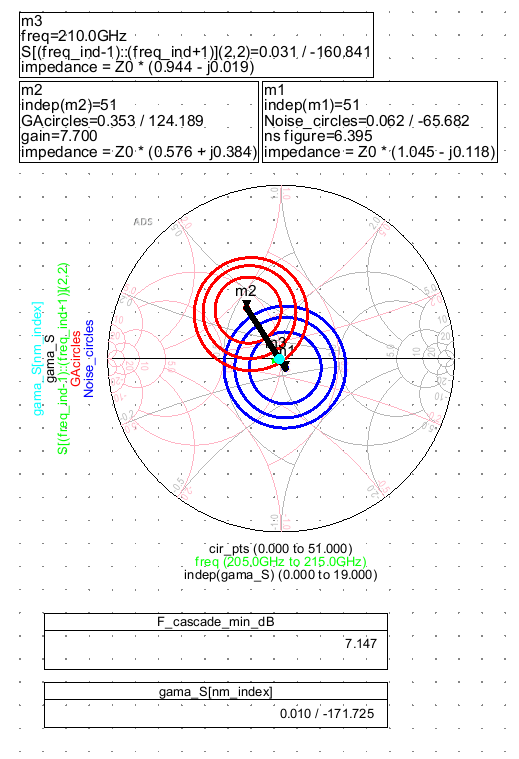 m3
freq=210.0GHz
S[(freq_ind-1)::(freq_ind+1)](2,2)=0.031 / -160.841
impedance = Z0 * (0.944 - j0.019)
m2
indep(m2)=51
GAcircles=0.353 / 124.189
gain=7.700
impedance = Z0 * (0.576 + j0.384)
m1
indep(m1)=51
Noise_circles=0.062 / -65.682
ns figure=6.395
impedance = Z0 * (1.045 - j0.118)
ADS
m2
gama_S[nm_index]
gama_S
S[(freq_ind-1)::(freq_ind+1)](2,2)
GAcircles
Noise_circles
cir_pts (0.000 to 51.000)
freq (205.0GHz to 215.0GHz)
indep(gama_S) (0.000 to 19.000)
F_cascade_min_dB
7.147
gama_S[nm_index]
0.010 / -171.725